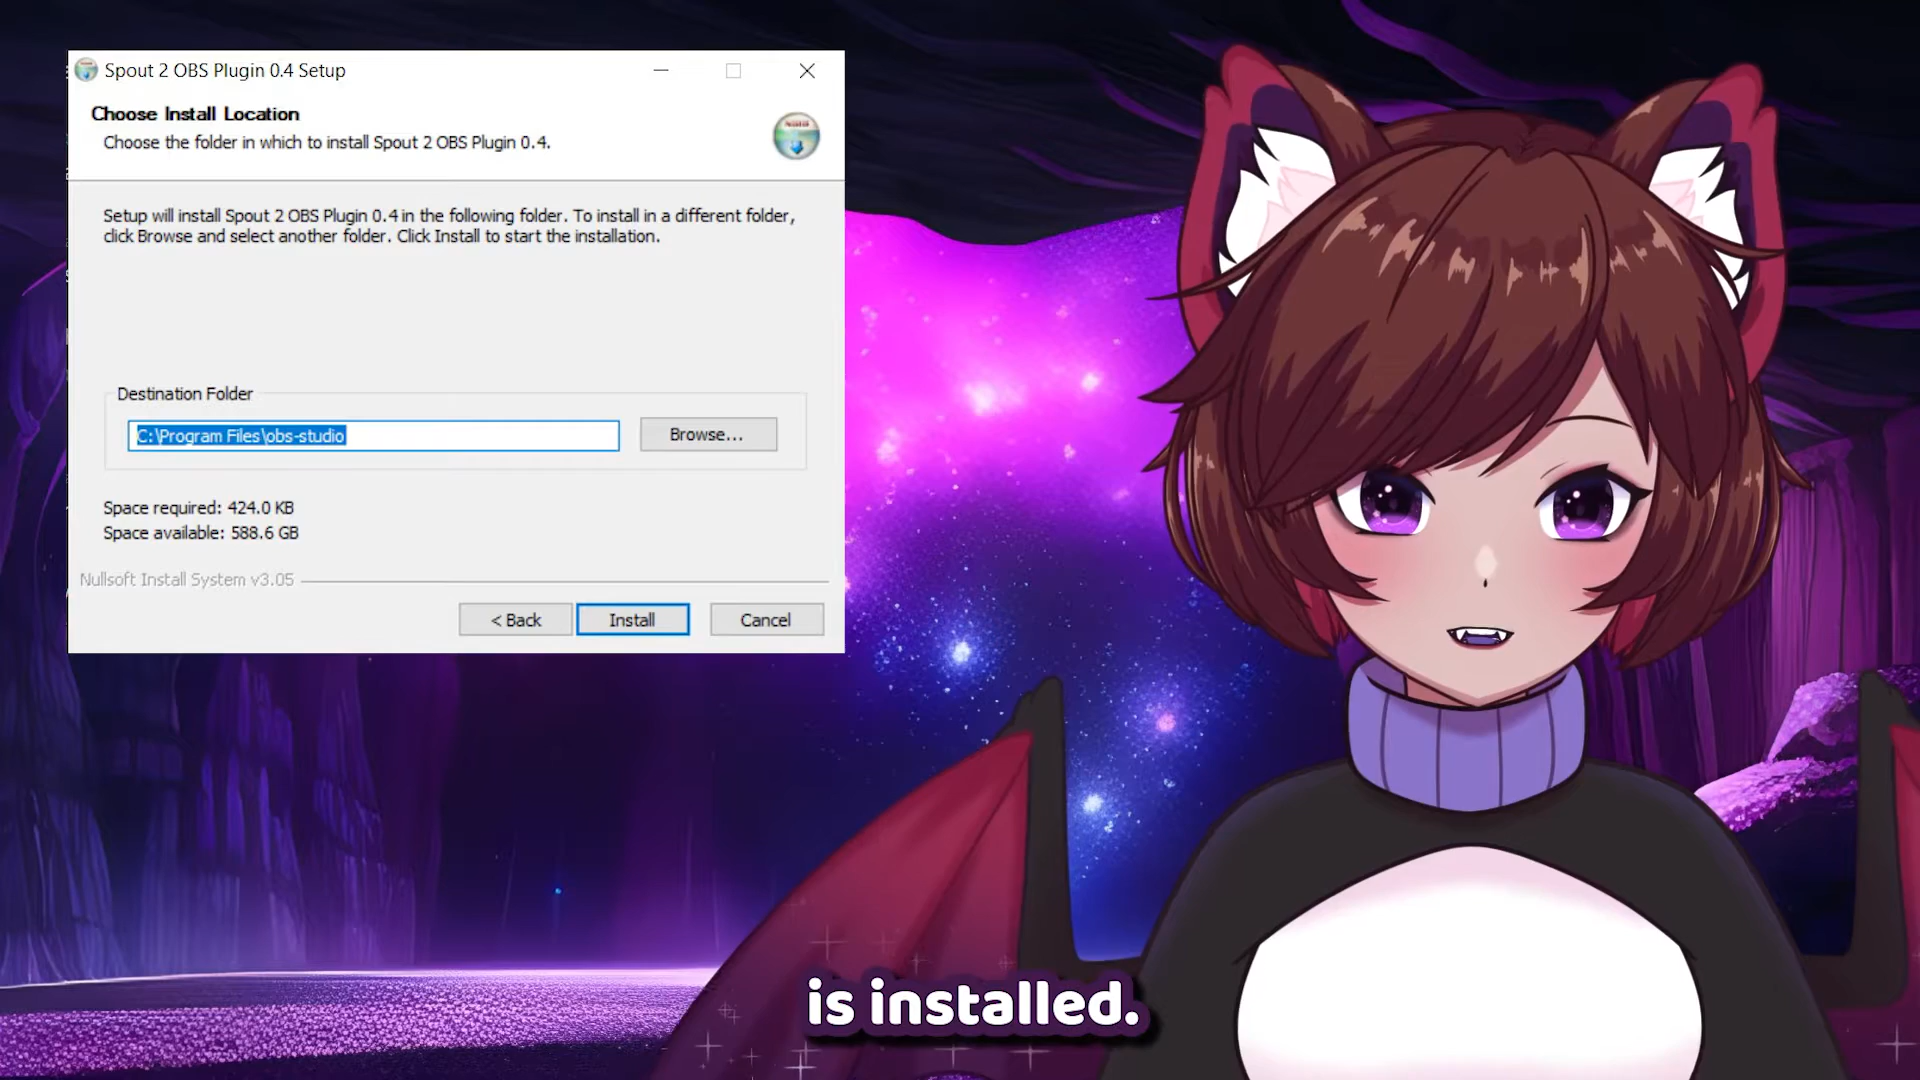 Spout 2 OBS Plugin 0.4 Setup
Choose Install Location
Choose the folder in which to install Spout 2 OBS Plugin 0.4.
Setup will install Spout 2 OBS Plugin 0.4 in the following folder. To install in a different folder,
click Browse and select another folder. Click Install to start the installation.
Destination Folder
C:\Program Files\obs-studio
Browse...
Space required: 424.0 KB
Space available: 588.6 GB
Nullsoft Install System v3.05
< Back
Install
Cancel
is installed.